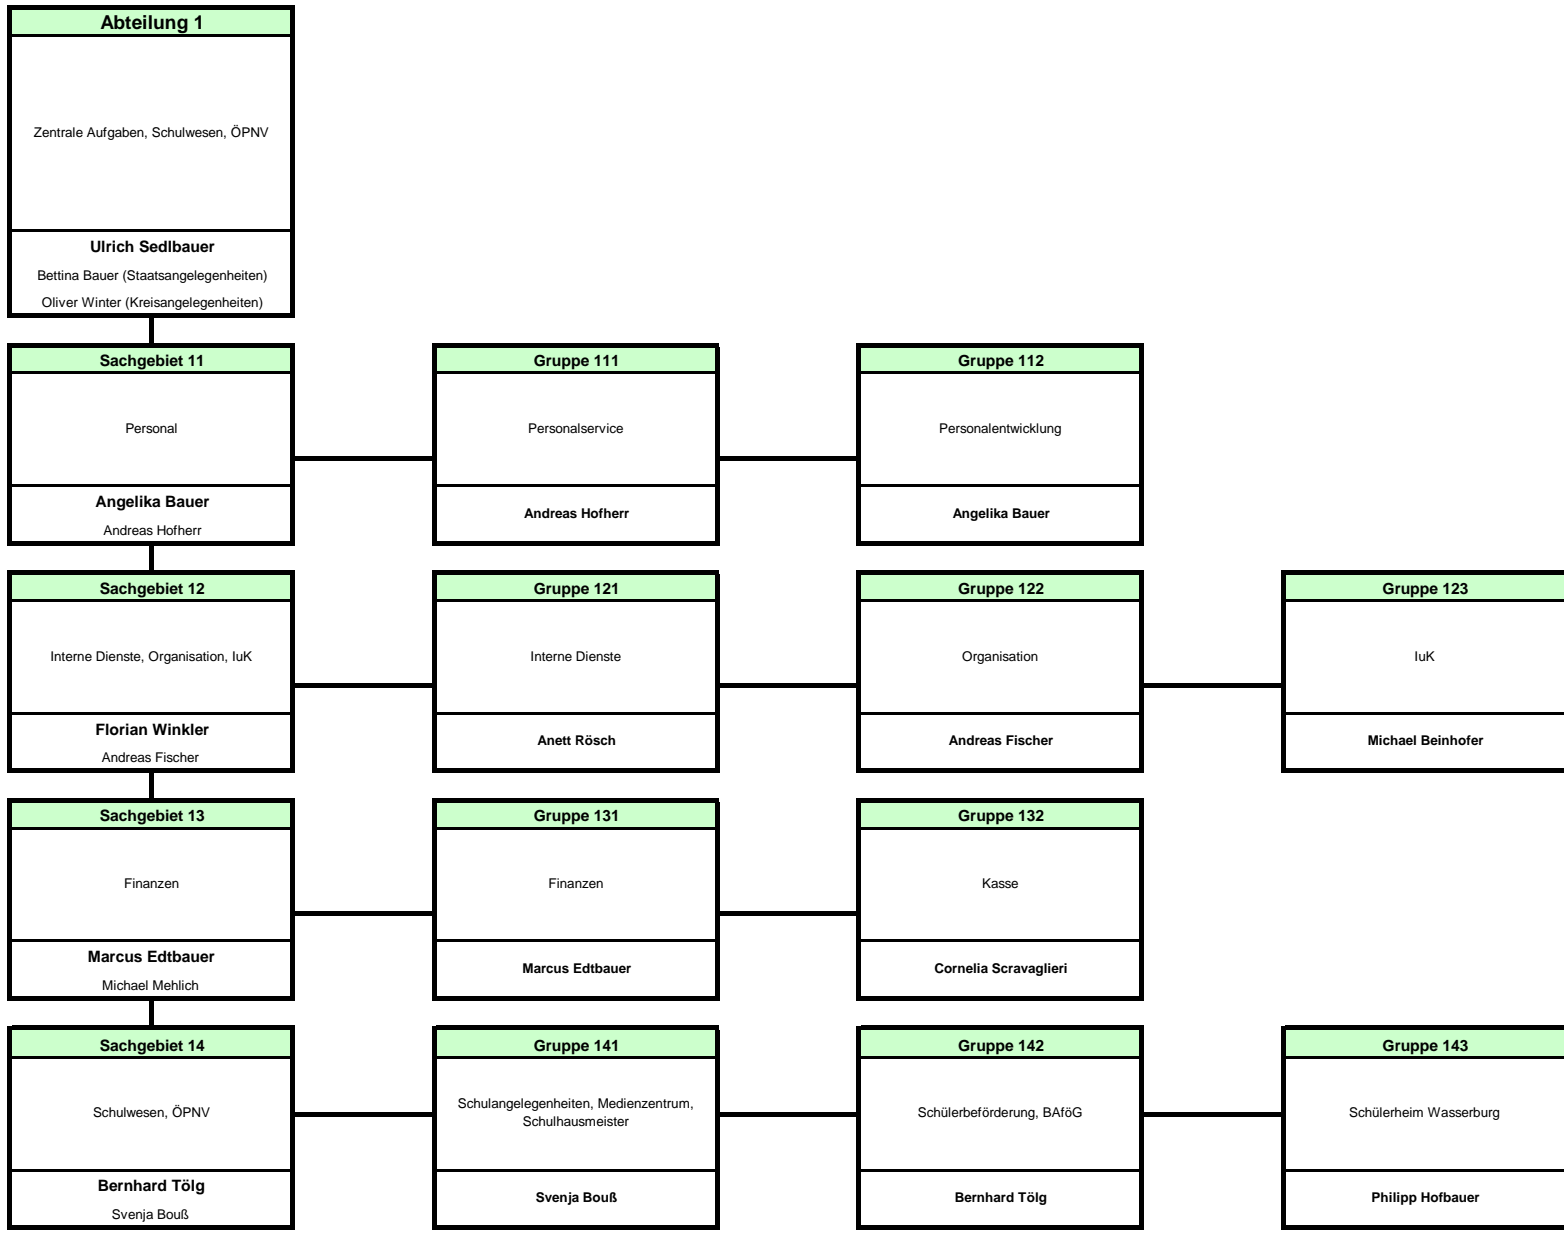 Abteilung 1
Zentrale Aufgaben, Schulwesen, ÖPNV
Ulrich Sedlbauer
Bettina Bauer (Staatsangelegenheiten)
Oliver Winter (Kreisangelegenheiten)
Sachgebiet 11
Personal
Angelika Bauer
Andreas Hofherr
Gruppe 111
Personalservice
Andreas Hofherr
Gruppe 112
Personalentwicklung
Angelika Bauer
Sachgebiet 12
Interne Dienste, Organisation, IuK
Florian Winkler
Andreas Fischer
Gruppe 121
Interne Dienste
Anett Rösch
Gruppe 122
Organisation
Andreas Fischer
Gruppe 123
IuK
Michael Beinhofer
Sachgebiet 13
Finanzen
Marcus Edtbauer
Michael Mehlich
Gruppe 131
Finanzen
Marcus Edtbauer
Gruppe 132
Kasse
Cornelia Scravaglieri
Sachgebiet 14
Schulwesen, ÖPNV
Bernhard Tölg
Svenja Bouß
Gruppe 141
Schulangelegenheiten, Medienzentrum,
Schulhausmeister
Svenja Bouß
Gruppe 142
Schülerbeförderung, BAföG
Bernhard Tölg
Gruppe 143
Schülerheim Wasserburg
Philipp Hofbauer